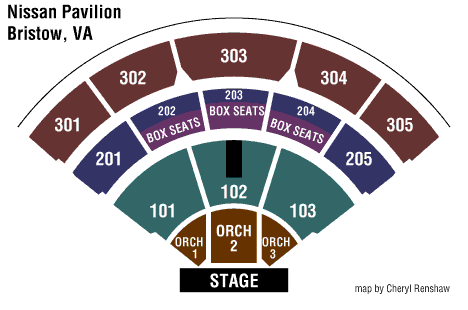 Nissan Pavilion
Bristow, VA
303
302
304
301
305
203
BOX SEATS
202
BOX SEATS
204
BOX SEATS
201
205
102
101
103
ORCH
1
ORCH
2
ORCH
3
STAGE
map by Cheryl Renshaw